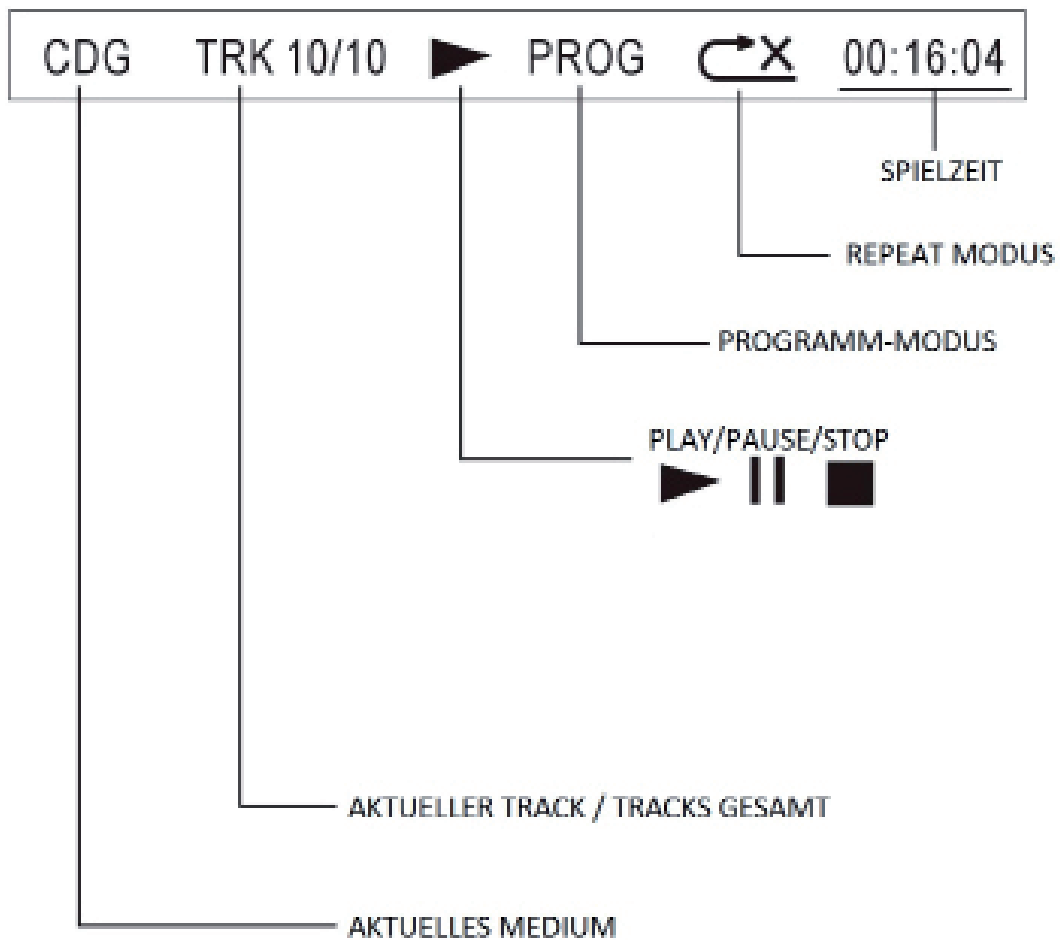 CDG TRK 10/10 PROG X 00:16:04
SPIELZEIT
REPEAT MODUS
PROGRAMM-MODUS
PLAY/PAUSE/STOP
AKTUELLER TRACK / TRACKS GESAMT
AKTUELLES MEDIUM